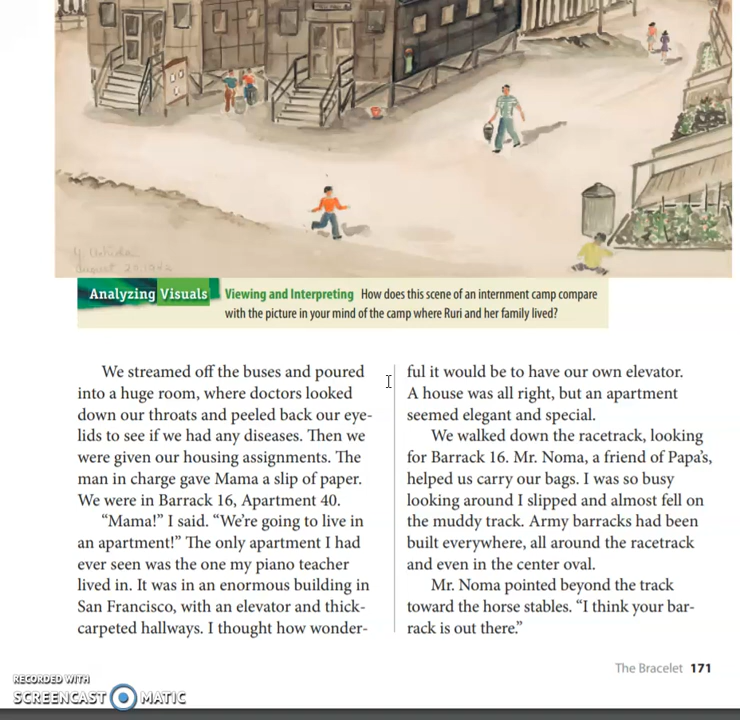 Y. Uchida
Analyzing Visuals
Viewing and Interpreting How does this scene of an internment camp compare
with the picture in your mind of the camp where Ruri and her family lived?
We streamed off the buses and poured
into a huge room, where doctors looked
down our throats and peeled back our eye-
lids to see if we had any diseases. Then we
were given our housing assignments. The
man in charge gave Mama a slip of paper.
We were in Barrack 16, Apartment 40.
“Mama!” I said. “We’re going to live in
an apartment!” The only apartment I had
ever seen was the one my piano teacher
lived in. It was in an enormous building in
San Francisco, with an elevator and thick-
carpeted hallways. I thought how wonder-
ful it would be to have our own elevator.
A house was all right, but an apartment
seemed elegant and special.
We walked down the racetrack, looking
for Barrack 16. Mr. Noma, a friend of Papa’s,
helped us carry our bags. I was so busy
looking around I slipped and almost fell on
the muddy track. Army barracks had been
built everywhere, all around the racetrack
and even in the center oval.
Mr. Noma pointed beyond the track
toward the horse stables. “I think your bar-
rack is out there.”
The Bracelet 171
RECORDED WITH
SCREENCAST MATIC